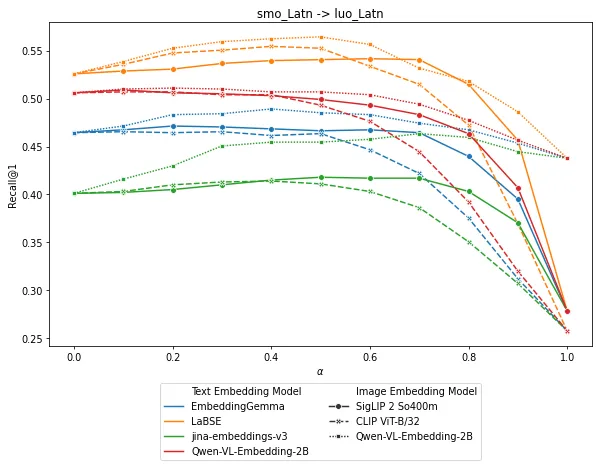 smo_Latn -> luo_Latn
Recall@1
0.55
0.50
0.45
0.40
0.35
0.30
0.25
0.0 0.2 0.4 0.6 0.8 1.0
α
Text Embedding Model Image Embedding Model
EmbeddingGemma SigLIP 2 So400m
LaBSE CLIP ViT-B/32
jina-embeddings-v3 Qwen-VL-Embedding-2B
Qwen-VL-Embedding-2B